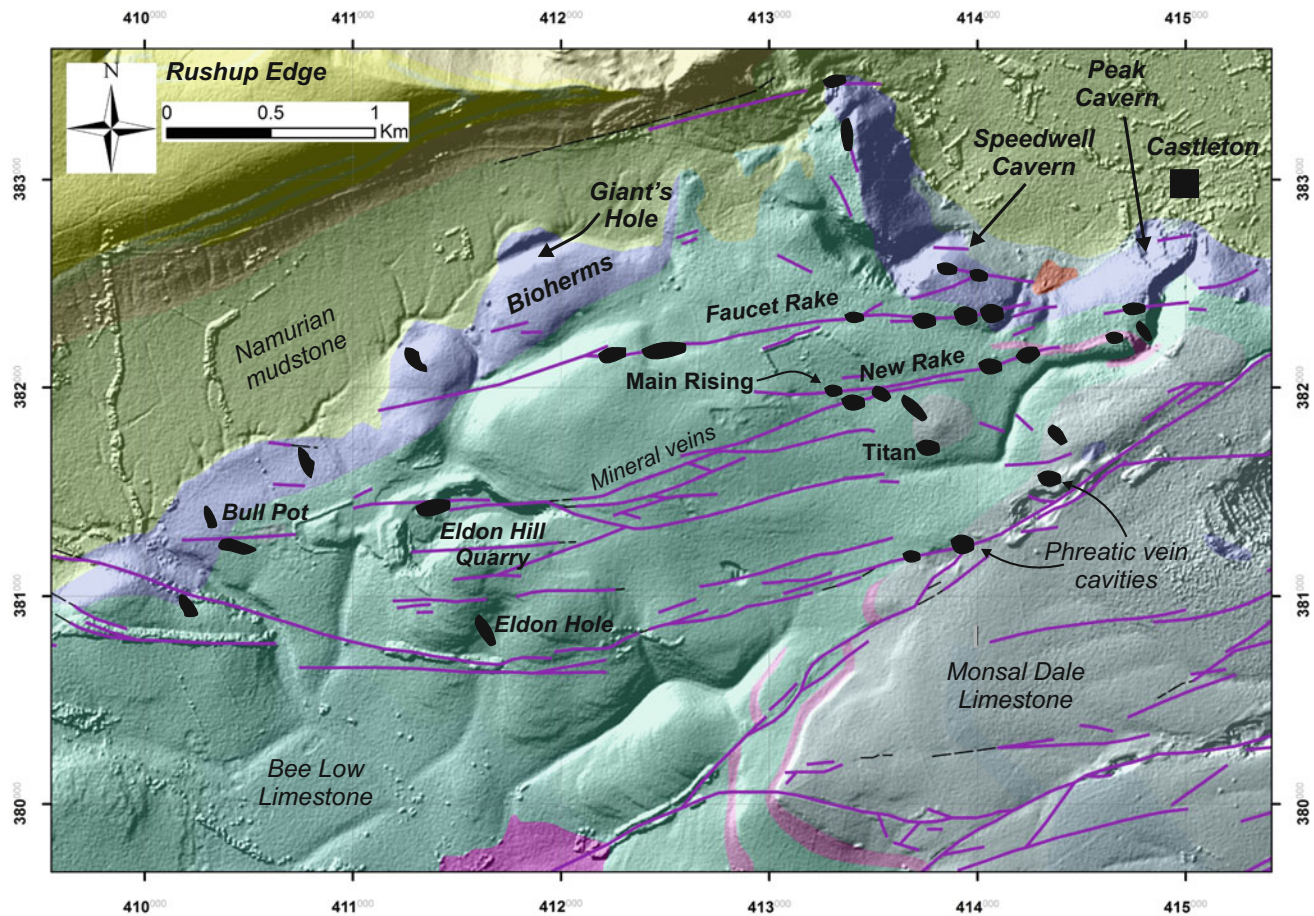 410000 411000 412000 413000 414000 415000
N
Rushup Edge
0 0.5 1
Km
Peak
Cavern
Speedwell
Cavern
Castleton
383000 383000
Giant's
Hole
Bioherms
Faucet Rake
Namurian
mudstone
New Rake
Main Rising
382000 382000
Mineral veins
Titan
Bull Pot
Eldon Hill
Quarry
Phreatic vein
cavities
381000 381000
Eldon Hole
Monsal Dale
Limestone
Bee Low
Limestone
380000 380000
410000 411000 412000 413000 414000 415000